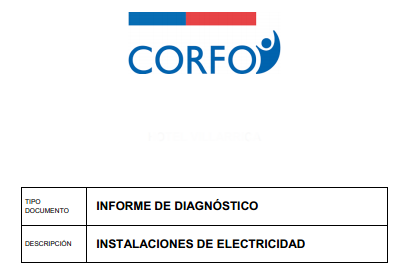 CORFO
TIPO
DOCUMENTO
INFORME DE DIAGNÓSTICO
DESCRIPCIÓN
INSTALACIONES DE ELECTRICIDAD